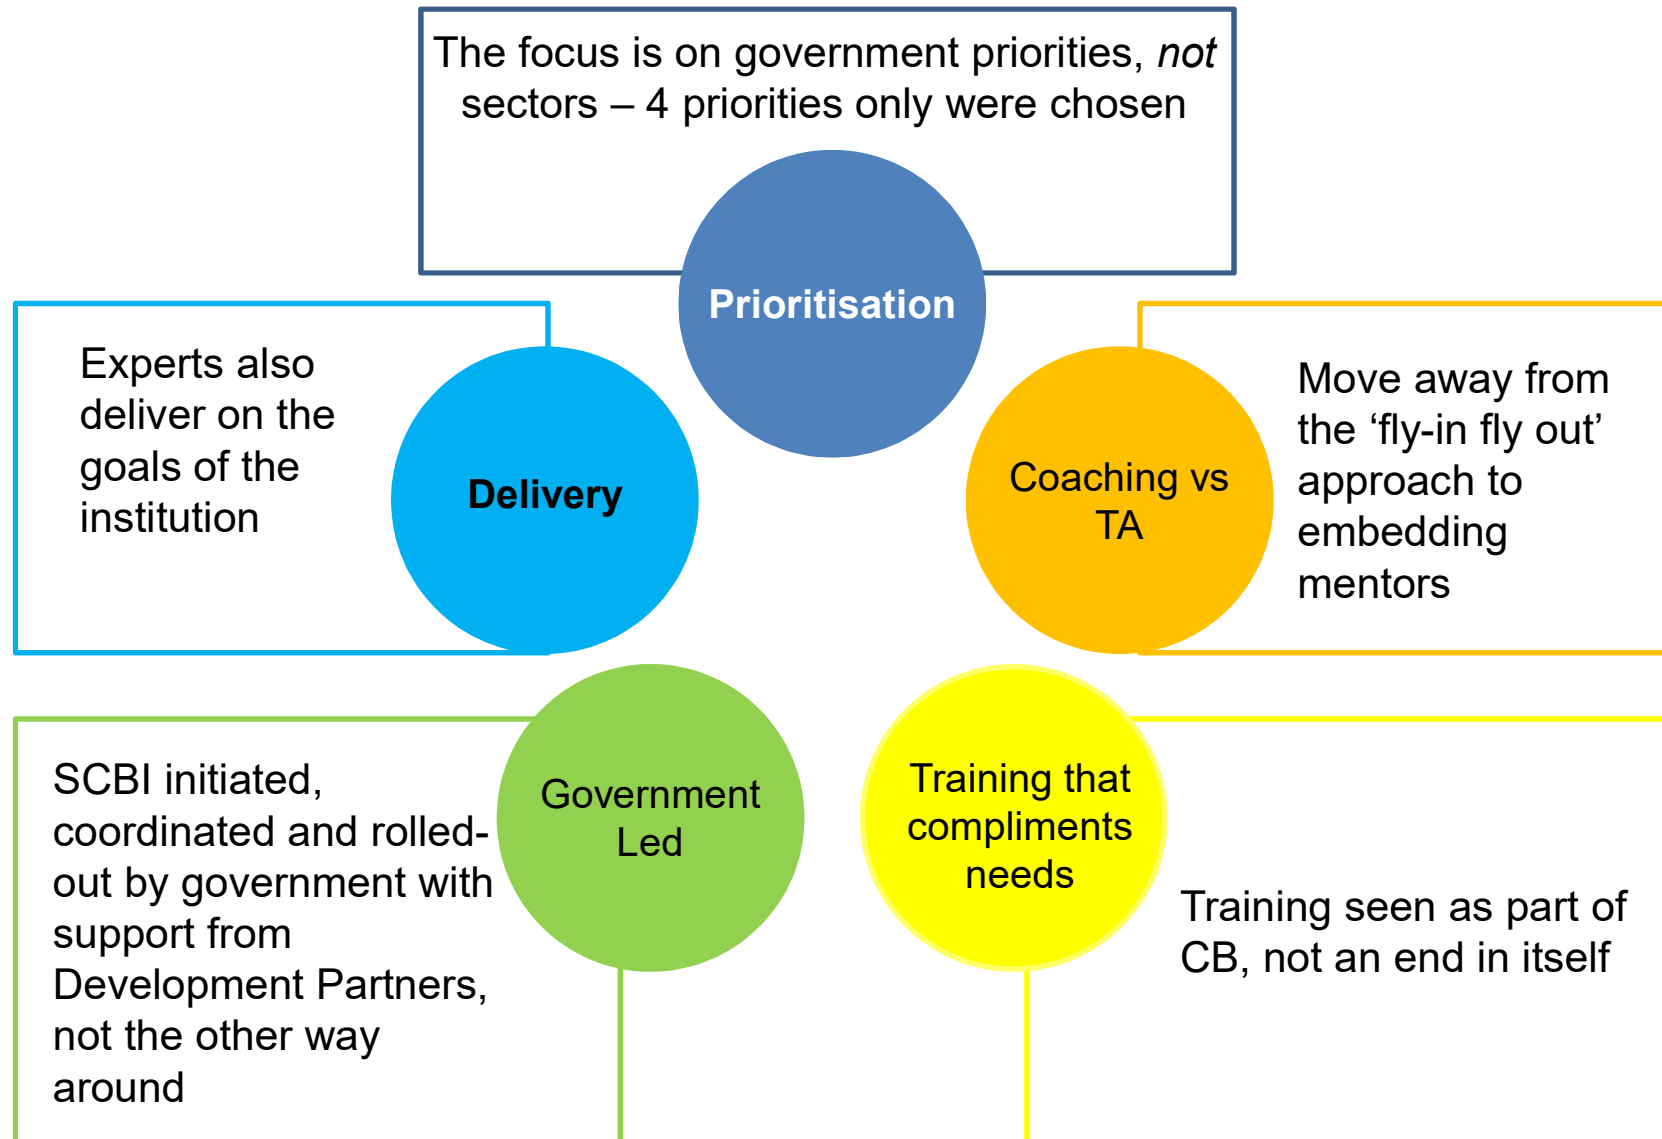 The focus is on government priorities, not
sectors – 4 priorities only were chosen
Prioritisation
Experts also
deliver on the
goals of the
institution
Delivery
Coaching vs
TA
Move away from
the ‘fly-in fly out’
approach to
embedding
mentors
SCBI initiated,
coordinated and rolled-
out by government with
support from
Development Partners,
not the other way
around
Government
Led
Training that
compliments
needs
Training seen as part of
CB, not an end in itself